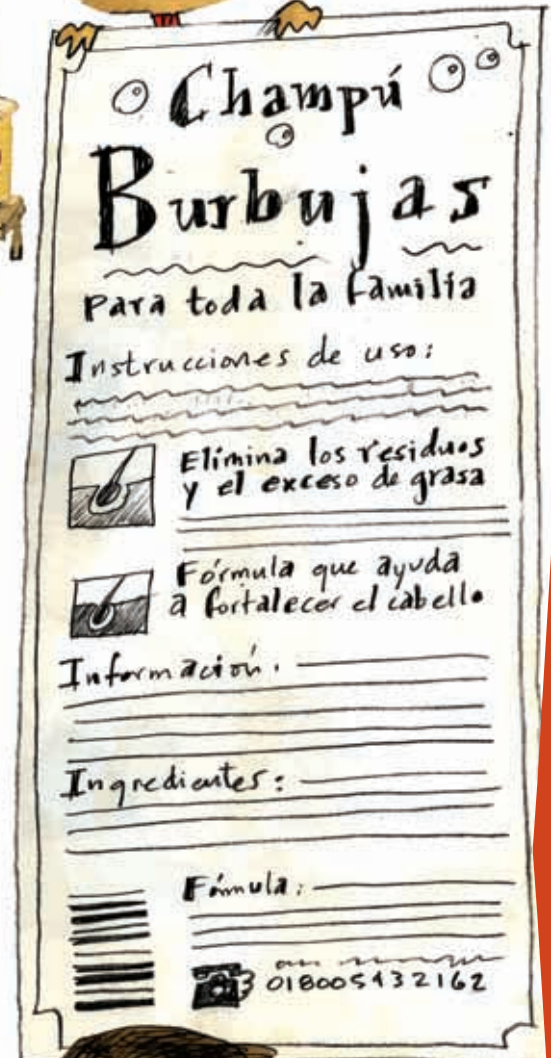 Champú
Burbujas
Para toda la familia
Instrucciones de uso:
Elimina los residuos
y el exceso de grasa
Fórmula que ayuda
a fortalecer el cabello
Información.
Ingredientes:
Fórmula:
018005432162